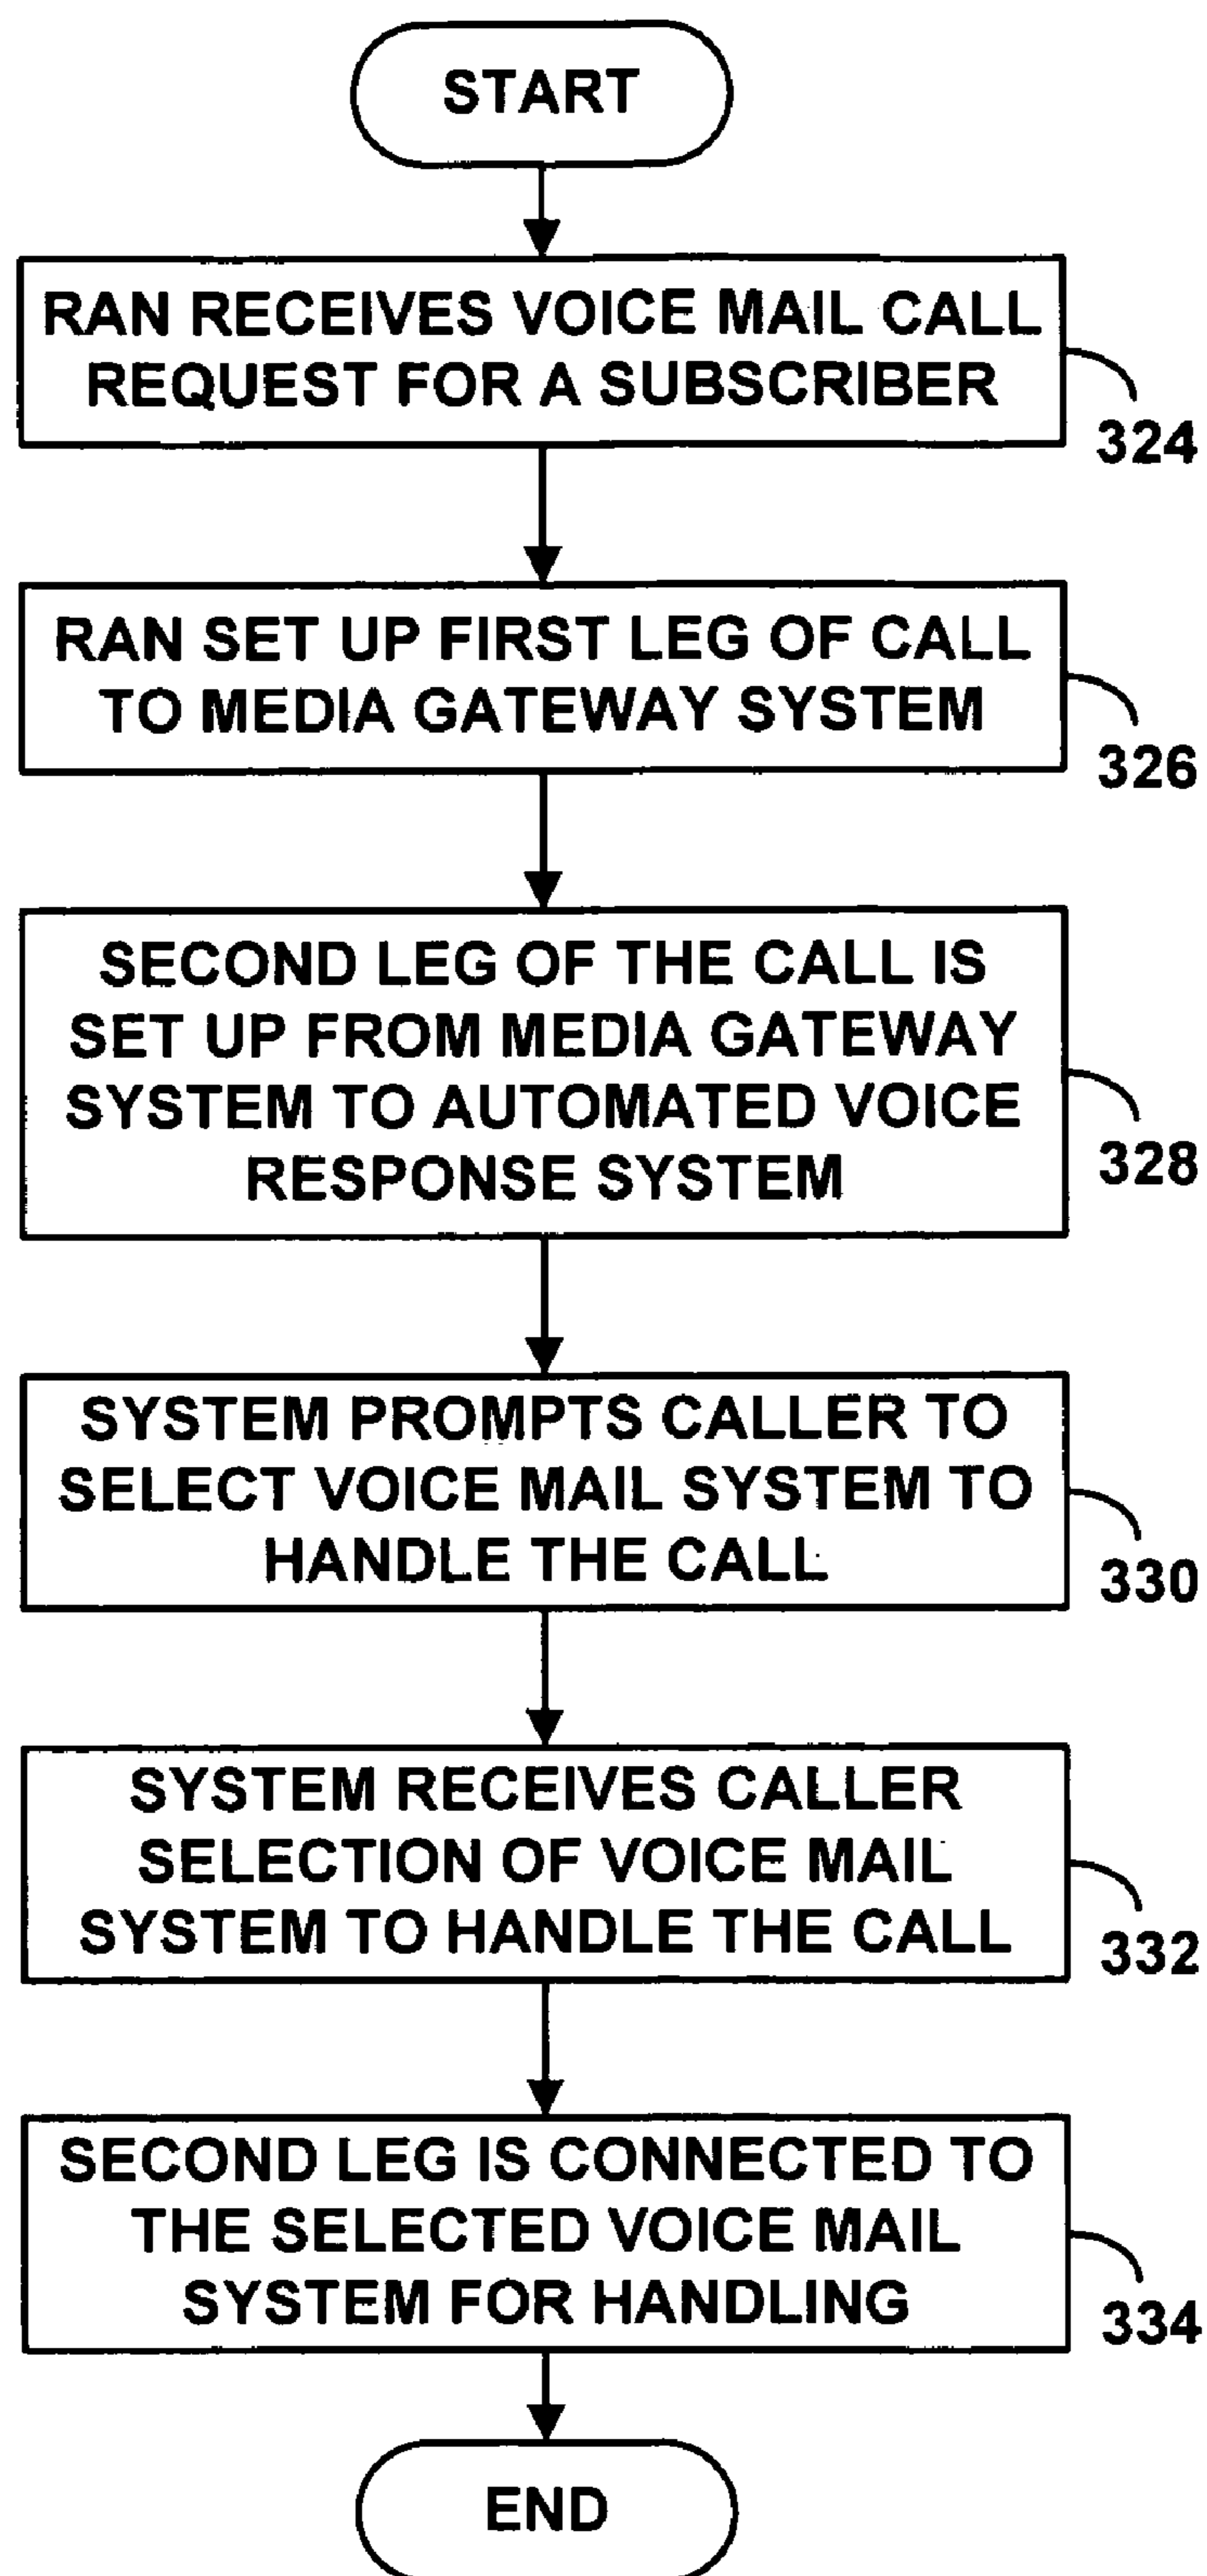 START
RAN RECEIVES VOICE MAIL CALL
REQUEST FOR A SUBSCRIBER
324
RAN SET UP FIRST LEG OF CALL
TO MEDIA GATEWAY SYSTEM
326
SECOND LEG OF THE CALL IS
SET UP FROM MEDIA GATEWAY
SYSTEM TO AUTOMATED VOICE
RESPONSE SYSTEM
328
SYSTEM PROMPTS CALLER TO
SELECT VOICE MAIL SYSTEM TO
HANDLE THE CALL
330
SYSTEM RECEIVES CALLER
SELECTION OF VOICE MAIL
SYSTEM TO HANDLE THE CALL
332
SECOND LEG IS CONNECTED TO
THE SELECTED VOICE MAIL
SYSTEM FOR HANDLING
334
END